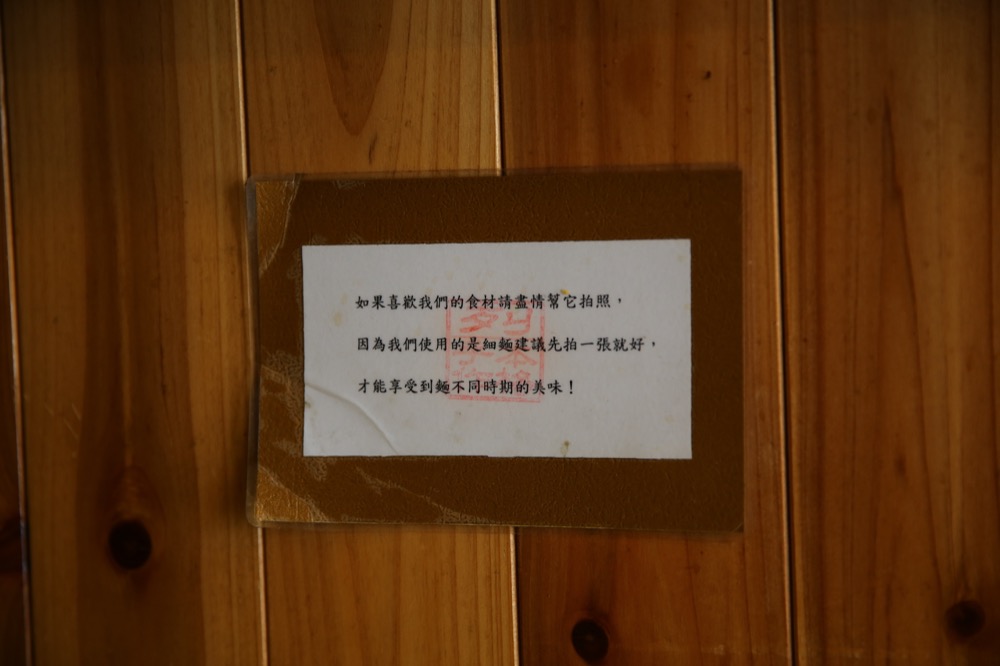 如果喜歡我們的食材請盡情幫它拍照，
因為我們使用的是細麵建議先拍一張就好，
才能享受到麵不同時期的美味！